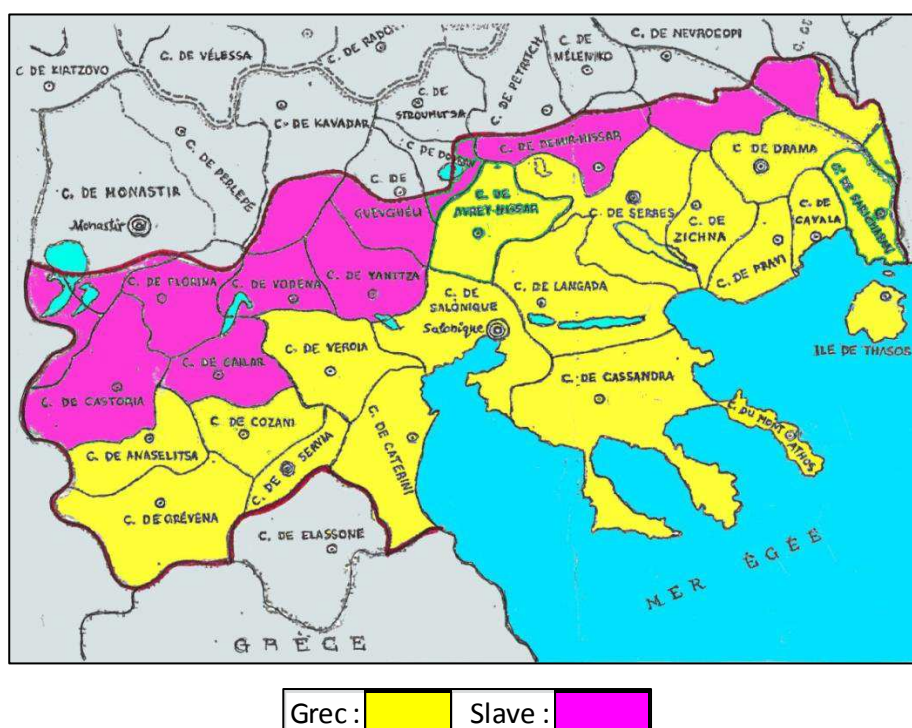 C. DE KIATZOVO
C. DE VÉLESSA
C. DE RADO
C. DE PETRITSCH
C. DE MÉLENIKO
C. DE NEVROCOPI
C. DE
C. DE STROUMITSA
C. DE KAVADAR
C. DE PERLEPE
C. DE DOIRAN
C. DE DEMIR-HISSAR
C. DE MONASTIR
Monastir
C. DE GUEVGHÉLI
C. DE AVRET-HISSAR
C. DE DRAMA
C. DE SARICHABAN
C. DE SERRES
C. DE ZICHNA
C. DE CAVALA
C. DE PRAVI
C. DE FLORINA
C. DE VODENA
C. DE YANITZA
C. DE SALONIQUE
Salonique
C. DE LANGADA
ILE DE THASOS
C. DE CAILAR
C. DE VEROIA
C. DE CASSANDRA
C. DE CASTORIA
C. DU MONT ATHOS
C. DE ANASELITSA
C. DE COZANI
C. DE SERVIA
C. DE CATERINI
C. DE GRÉVENA
C. DE ELASSONE
MER ÉGÉE
GRÈCE
Grec :
Slave :